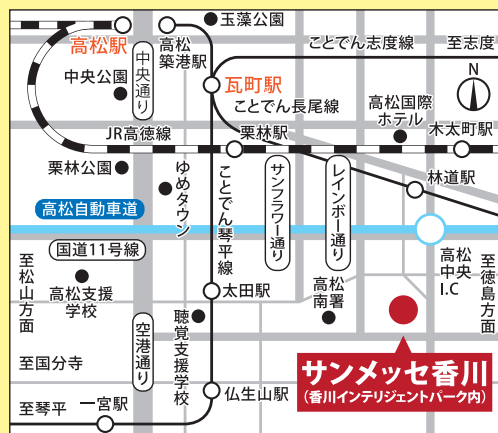 玉藻公園
高松駅
高松
築港駅
ことでん志度線
至志度
中央通り
中央公園
瓦町駅
N
ことでん長尾線
高松国際
ホテル
JR高徳線
栗林駅
木太町駅
栗林公園
ゆめタウン
ことでん琴平線
サンフラワー通り
レインボー通り
林道駅
高松自動車道
国道11号線
高松
中央
I.C
至松山方面
至徳島方面
高松支援
学校
太田駅
高松
南署
空港通り
聴覚支援学校
至国分寺
サンメッセ香川
(香川インテリジェントパーク内)
仏生山駅
至琴平
一宮駅